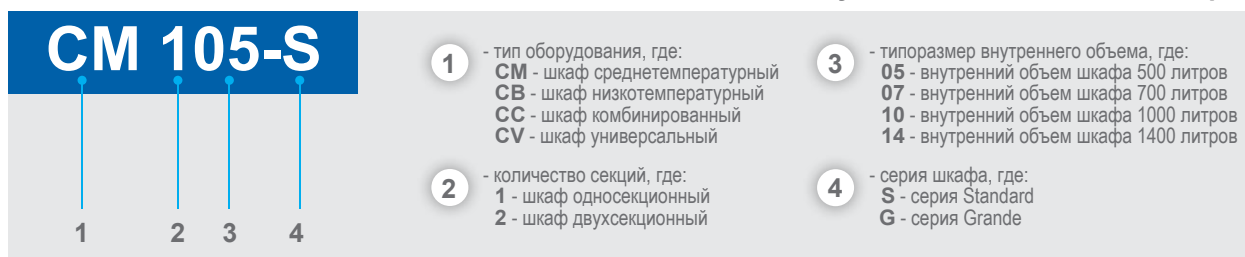 CM 105-S
1 2 3 4
1 - тип оборудования, где:
CM - шкаф среднетемпературный
CB - шкаф низкотемпературный
CC - шкаф комбинированный
CV - шкаф универсальный
2 - количество секций, где:
1 - шкаф односекционный
2 - шкаф двухсекционный
3 - типоразмер внутреннего объема, где:
05 - внутренний объем шкафа 500 литров
07 - внутренний объем шкафа 700 литров
10 - внутренний объем шкафа 1000 литров
14 - внутренний объем шкафа 1400 литров
4 - серия шкафа, где:
S - серия Standard
G - серия Grande